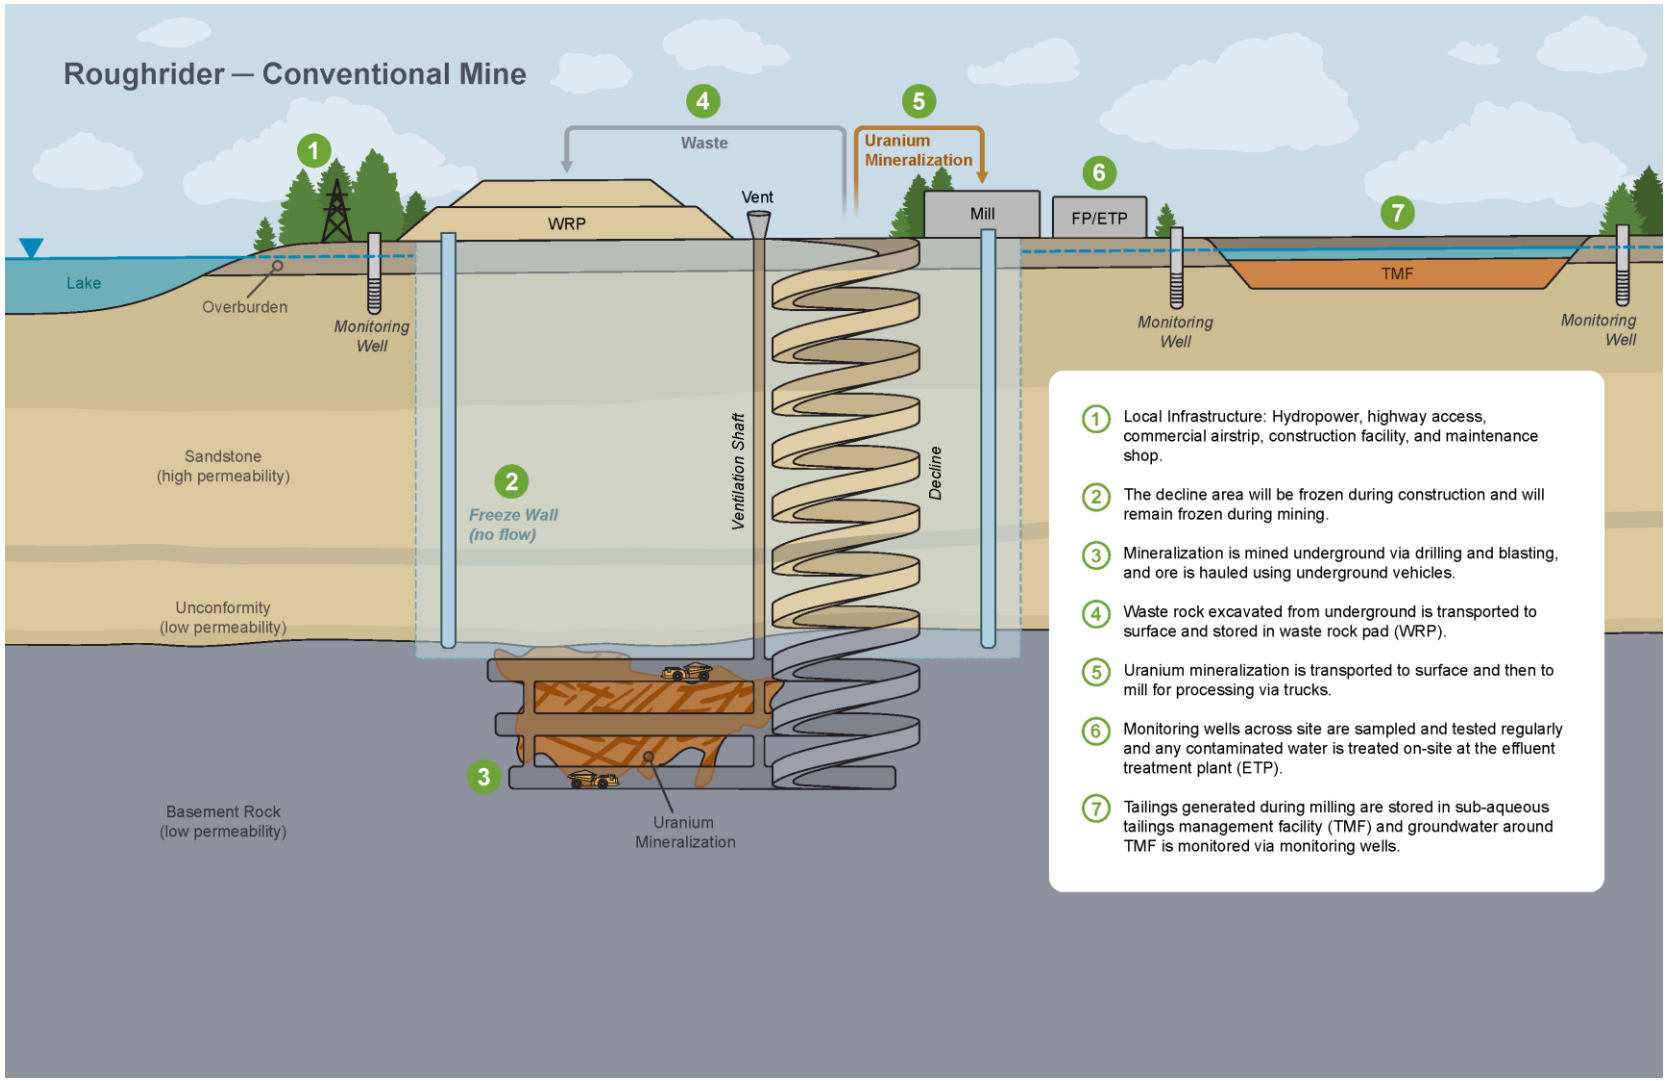 Roughrider — Conventional Mine
4
5
Waste
Uranium
Mineralization
1
6
Vent
7
WRP
Mill
FP/ETP
Lake
TMF
Overburden
Monitoring
Well
Monitoring
Well
Monitoring
Well
Sandstone
(high permeability)
2
Freeze Wall
(no flow)
Ventilation Shaft
Decline
Unconformity
(low permeability)
3
Basement Rock
(low permeability)
Uranium
Mineralization
1 Local Infrastructure: Hydropower, highway access,
commercial airstrip, construction facility, and maintenance
shop.
2 The decline area will be frozen during construction and will
remain frozen during mining.
3 Mineralization is mined underground via drilling and blasting,
and ore is hauled using underground vehicles.
4 Waste rock excavated from underground is transported to
surface and stored in waste rock pad (WRP).
5 Uranium mineralization is transported to surface and then to
mill for processing via trucks.
6 Monitoring wells across site are sampled and tested regularly
and any contaminated water is treated on-site at the effluent
treatment plant (ETP).
7 Tailings generated during milling are stored in sub-aqueous
tailings management facility (TMF) and groundwater around
TMF is monitored via monitoring wells.